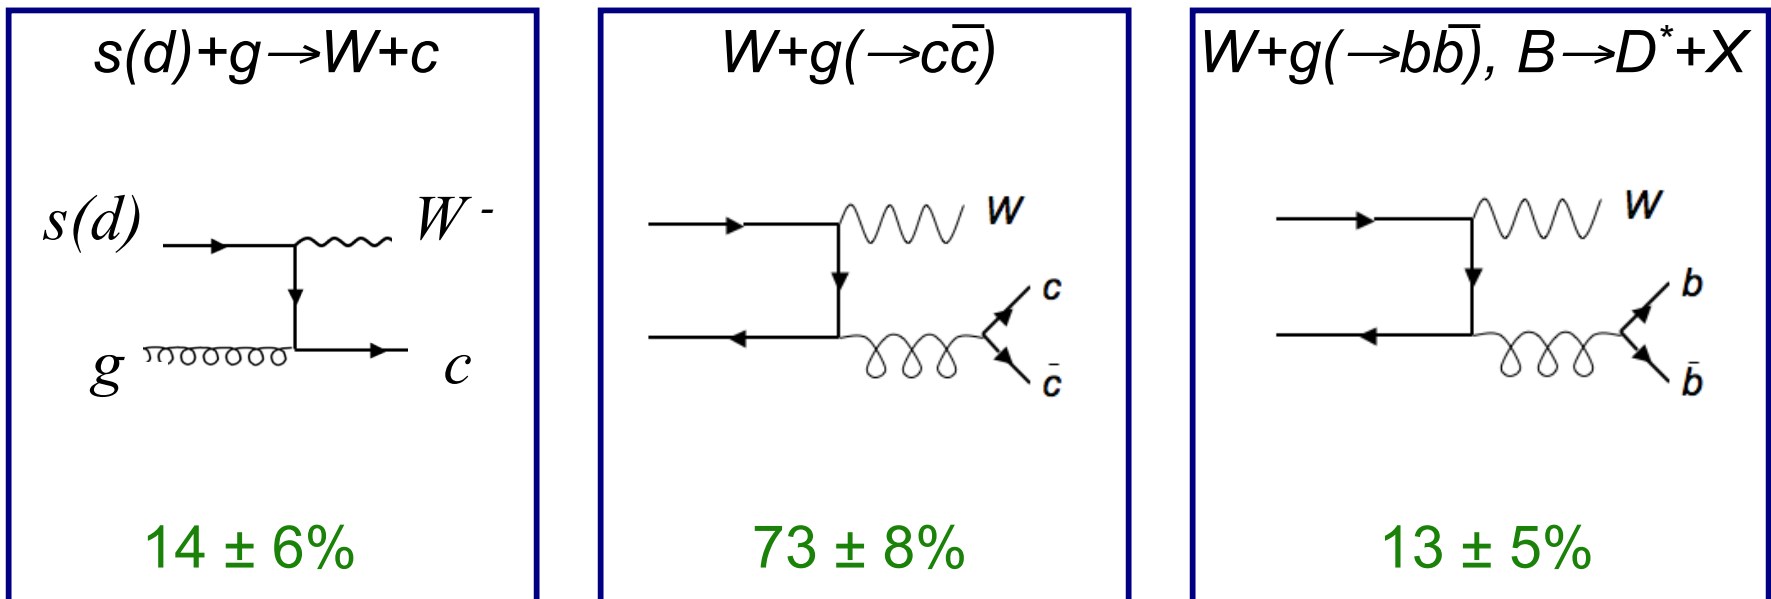 s(d)+g→W+c
s(d)
W -
g
c
14 ± 6%
W+g(→cc̅)
W
c
c̅
73 ± 8%
W+g(→bb̅), B→D*+X
W
b
b̅
13 ± 5%